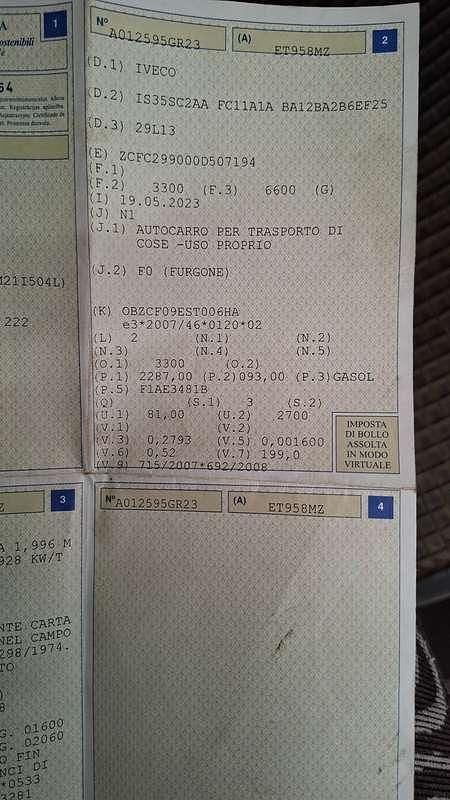 1
ostenibili
64
M21I504L)
222
N° A012595GR23 (A) ET958MZ 2
(D.1) IVECO
(D.2) IS35SC2AA FC11A1A BA12BA2B6EF25
(D.3) 29L13
(E) ZCFC299000D507194
(F.1)
(F.2) 3300 (F.3) 6600 (G)
(I) 19.05.2023
(J) N1
(J.1) AUTOCARRO PER TRASPORTO DI
COSE -USO PROPRIO
(J.2) F0 (FURGONE)
(K) OBZCF09EST006HA
e3*2007/46*0120*02
(L) 2 (N.1) (N.2)
(N.3) (N.4) (N.5)
(O.1) 3300 (O.2)
(P.1) 2287,00 (P.2)093,00 (P.3)GASOL
(P.5) F1AE3481B
(Q) (S.1) 3 (S.2)
(U.1) 81,00 (U.2) 2700
(V.1) (V.2)
(V.3) 0,2793 (V.5) 0,001600
(V.6) 0,52 (V.7) 199,0
(V.9) 715/2007*692/2008
IMPOSTA
DI BOLLO
ASSOLTA
IN MODO
VIRTUALE
3
A 1,996 M
928 KW/T
NTE CARTA
NEL CAMPO
298/1974.
TO
)
8
G. 01600
G. 02060
O FIN
NCI DI
*0533
3281
N° A012595GR23 (A) ET958MZ 4